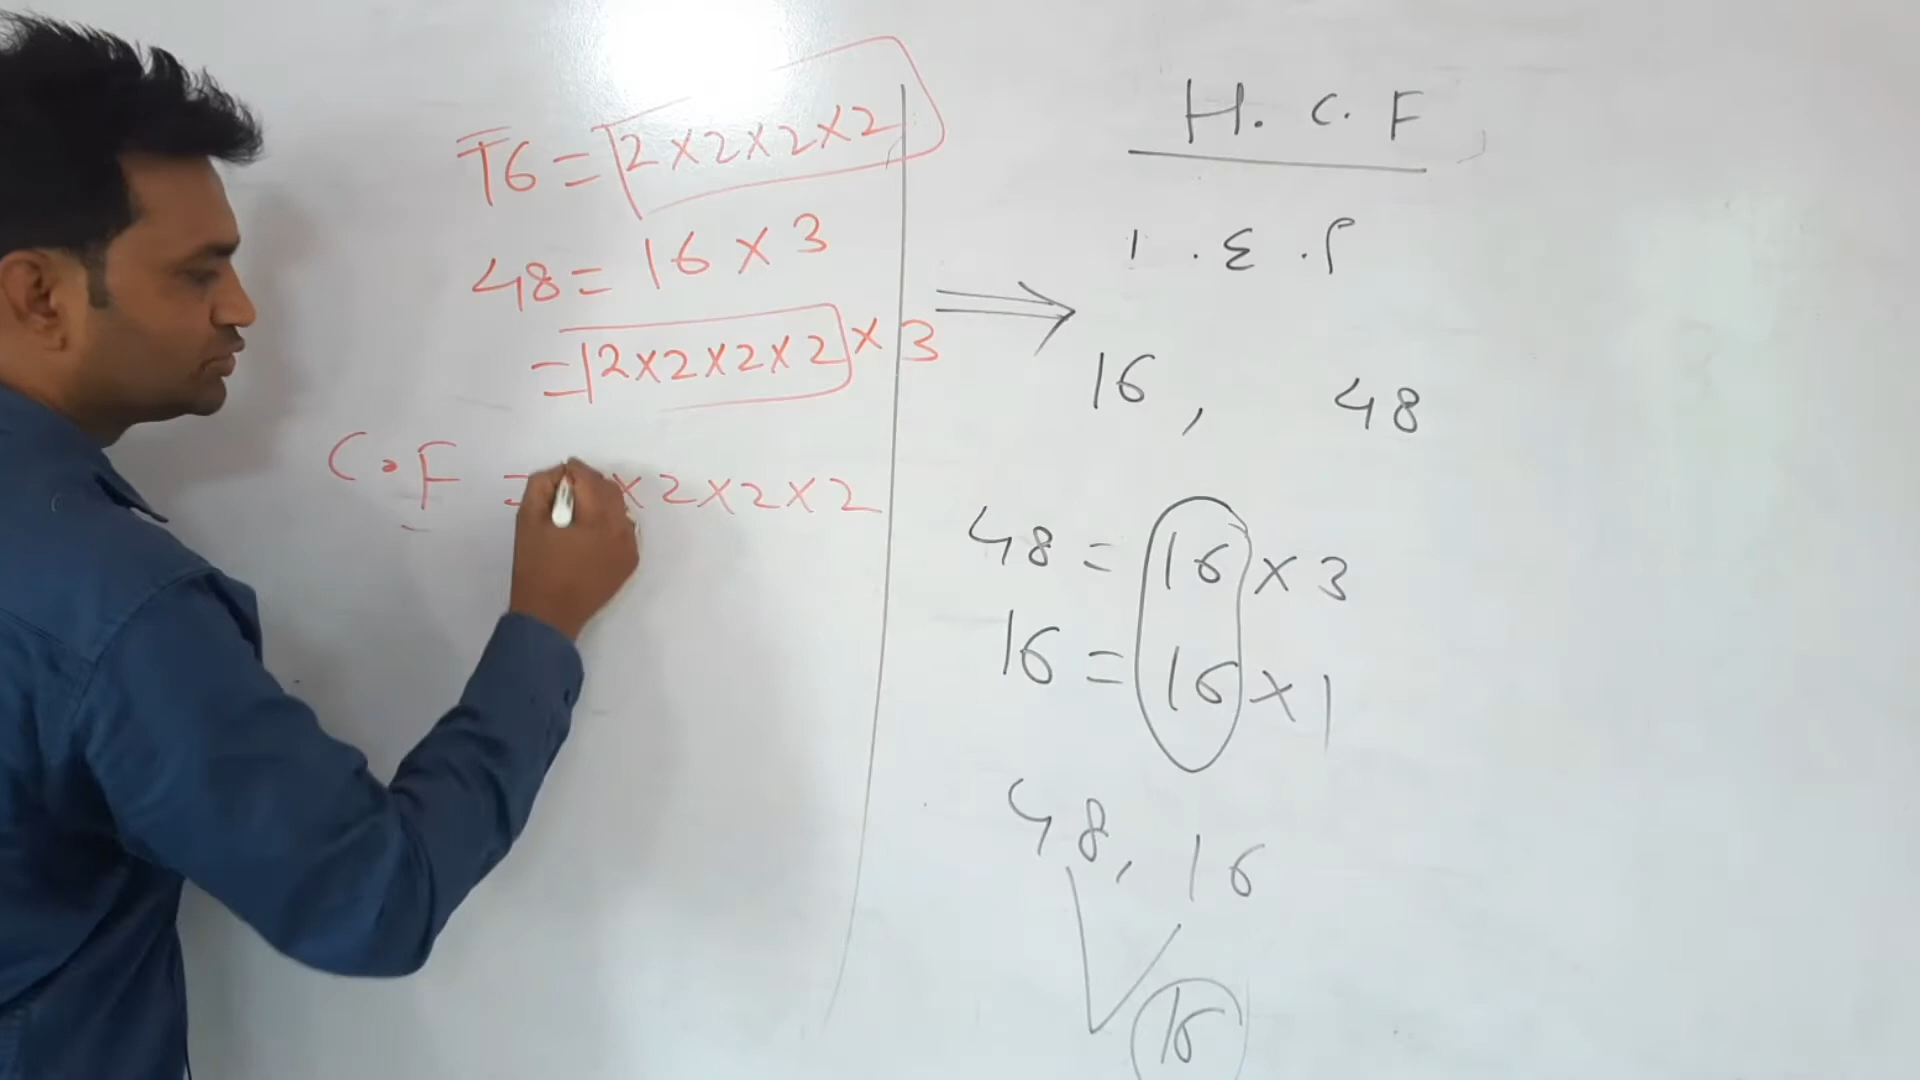 16 = 2×2×2×2
48 = 16 × 3
= 2×2×2×2 × 3
C.F = ×2×2×2
H.C.F
16, 48
48 = 16 × 3
16 = 16 × 1
48, 16
16